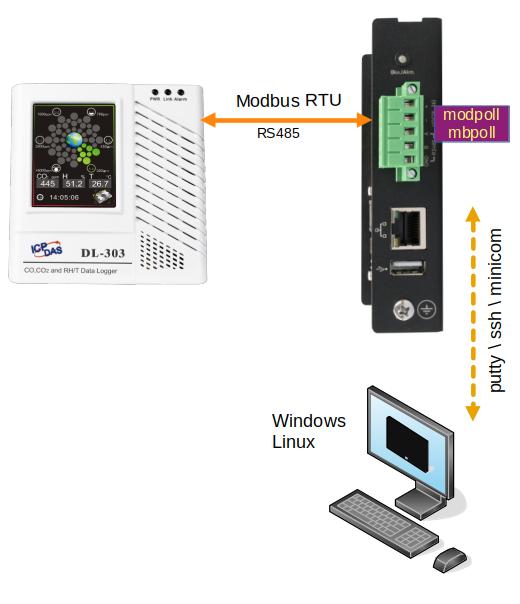 Modbus RTU
RS485
modpoll
mbpoll
PWR Link Alarm
CO H % T °C
445 51.2 26.7
14:05:06
ICP DAS
DL-303
CO,CO2 and RH/T Data Logger
putty \ ssh \ minicom
Windows
Linux